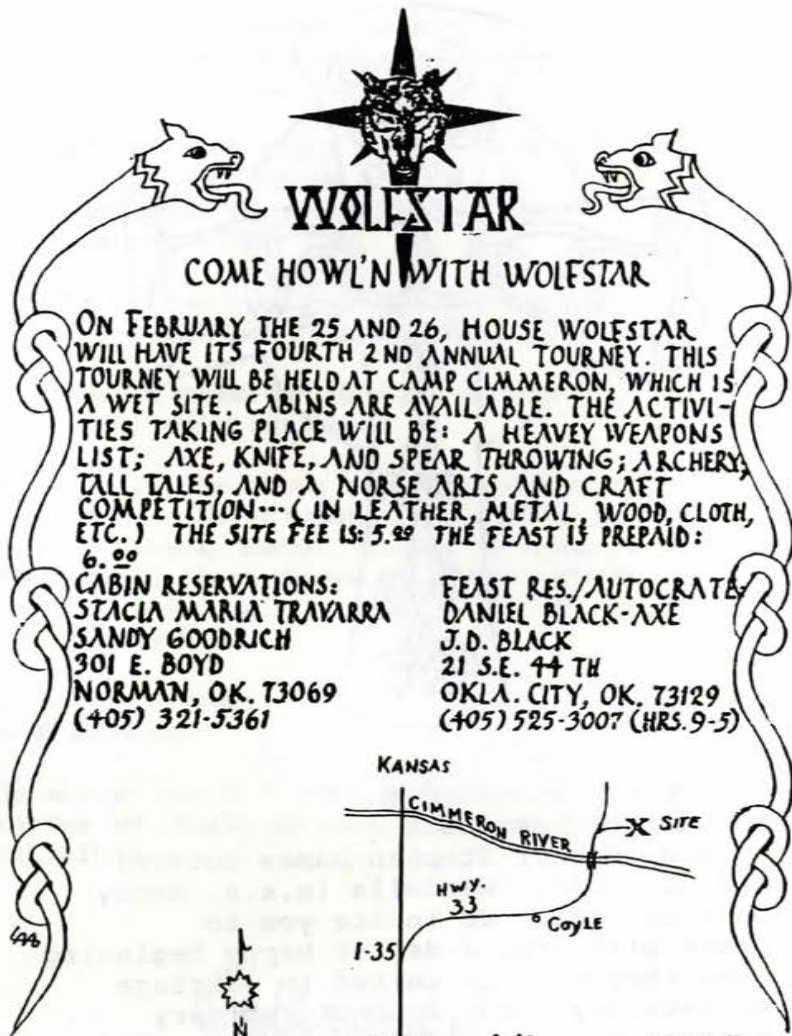 WOLFSTAR
COME HOWL'N WITH WOLFSTAR
ON FEBRUARY THE 25 AND 26, HOUSE WOLFSTAR
WILL HAVE ITS FOURTH 2ND ANNUAL TOURNEY. THIS
TOURNEY WILL BE HELD AT CAMP CIMMERON, WHICH IS
A WET SITE. CABINS ARE AVAILABLE. THE ACTIVI-
TIES TAKING PLACE WILL BE: A HEAVEY WEAPONS
LIST; AXE, KNIFE, AND SPEAR THROWING; ARCHERY;
TALL TALES, AND A NORSE ARTS AND CRAFT
COMPETITION... (IN LEATHER, METAL, WOOD, CLOTH,
ETC.) THE SITE FEE IS: 5.00 THE FEAST IS PREPAID:
6.00
CABIN RESERVATIONS:
STACIA MARIA TRAVARRA
SANDY GOODRICH
301 E. BOYD
NORMAN, OK. 73069
(405) 321-5361
FEAST RES./AUTOCRATE:
DANIEL BLACK-AXE
J.D. BLACK
21 S.E. 44 TH
OKLA. CITY, OK. 73129
(405) 525-3007 (HRS. 9-5)
KANSAS
CIMMERON RIVER
X SITE
HWY.
33
COYLE
I-35
N